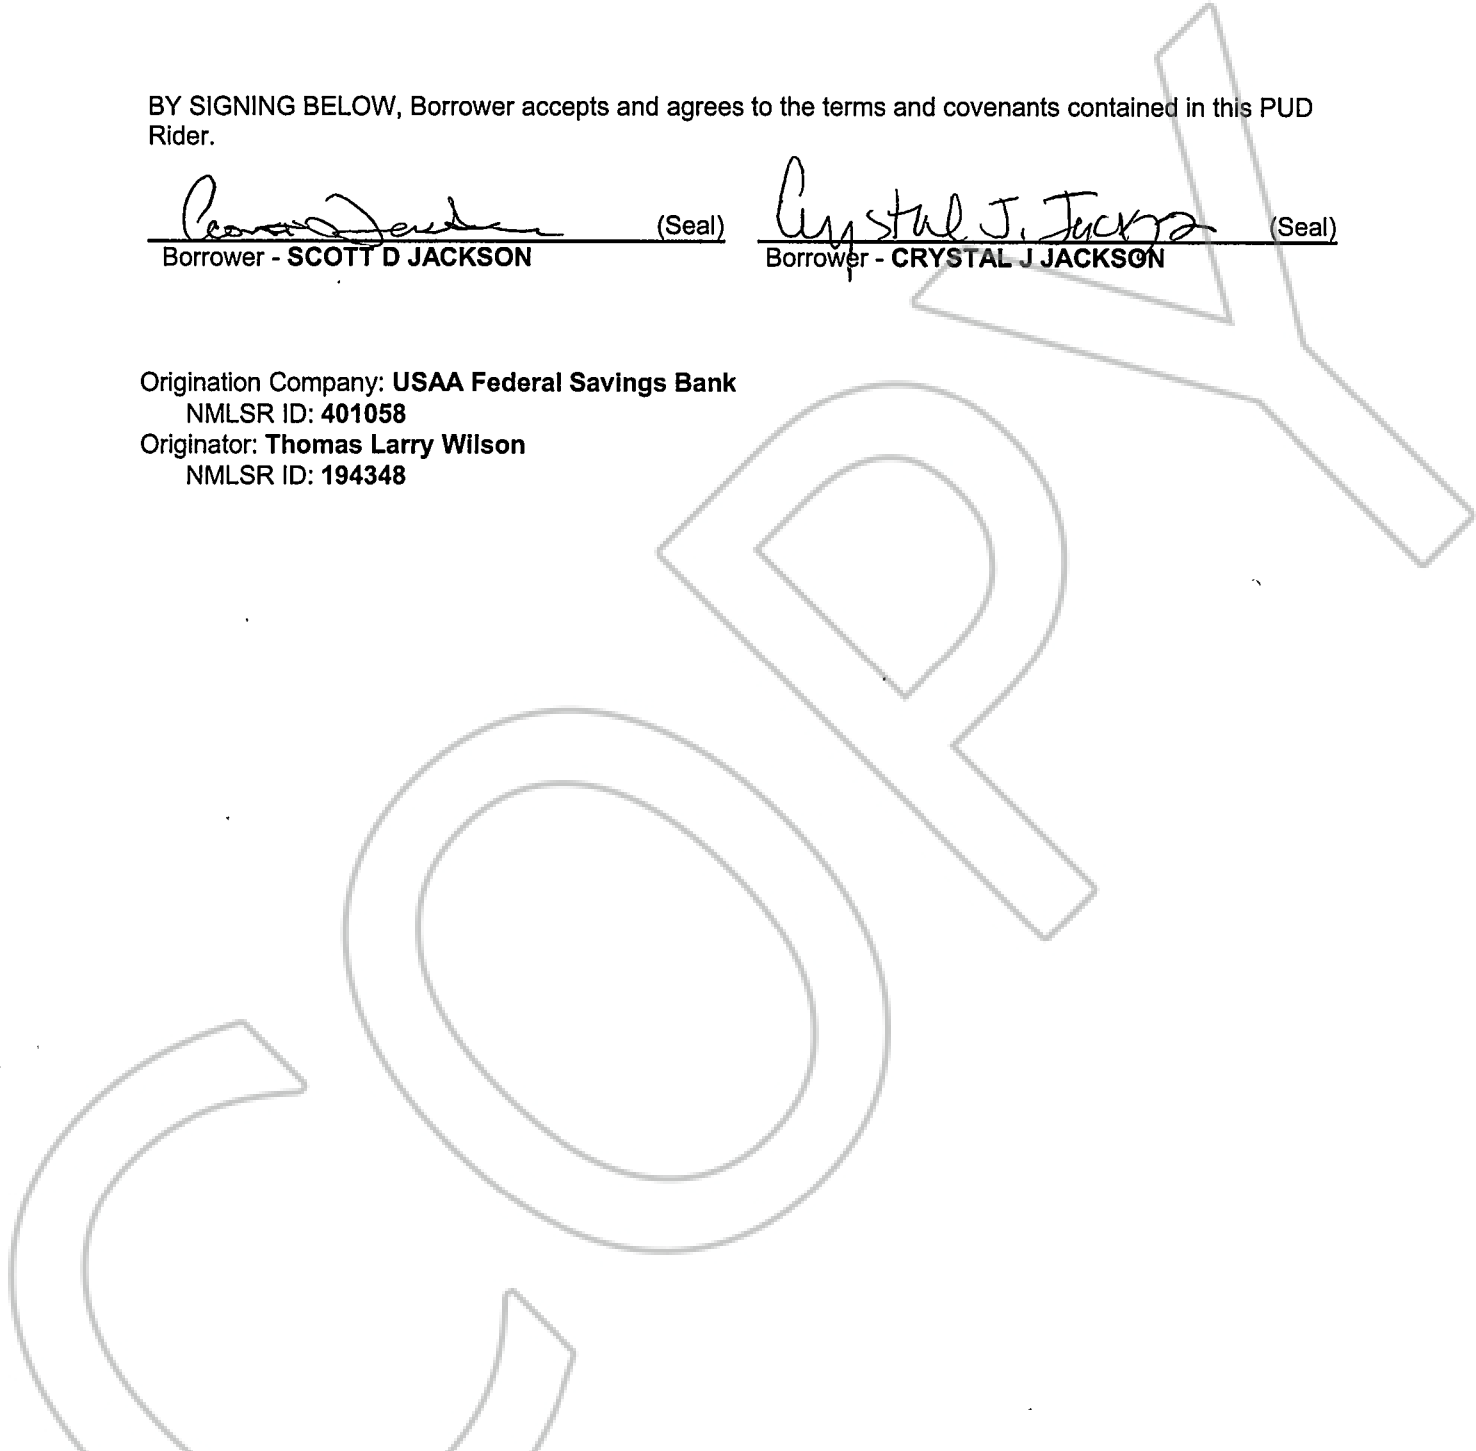 BY SIGNING BELOW, Borrower accepts and agrees to the terms and covenants contained in this PUD
Rider.
(Seal) Crystal J. Jackson (Seal)
Borrower - SCOTT D JACKSON Borrower - CRYSTAL J JACKSON
Origination Company: USAA Federal Savings Bank
NMLSR ID: 401058
Originator: Thomas Larry Wilson
NMLSR ID: 194348
COPY